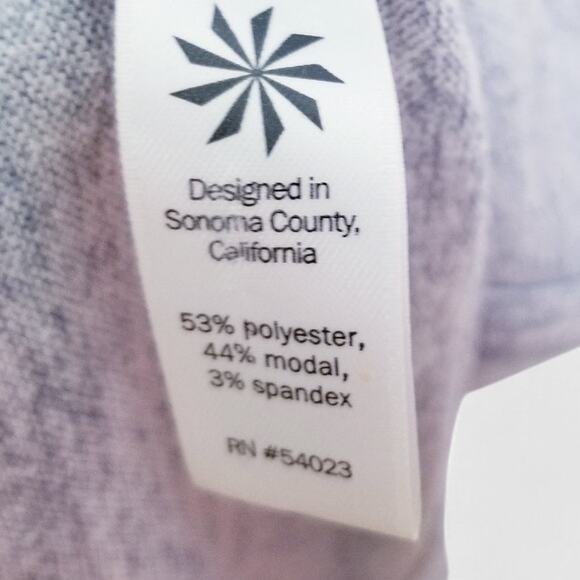 Designed in
Sonoma County,
California
53% polyester,
44% modal,
3% spandex
RN #54023